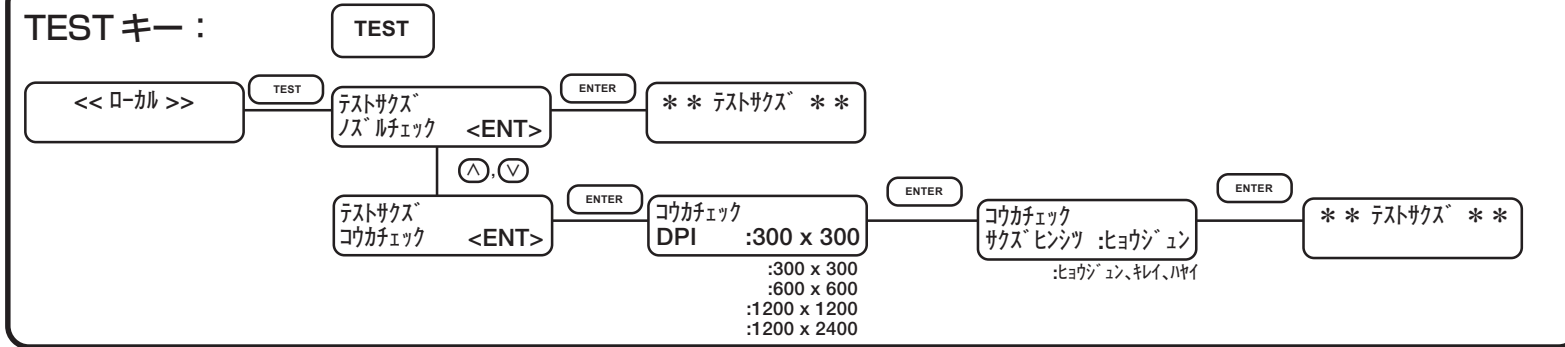 TESTキー：
TEST
<< ﾛｰｶﾙ >>
TEST
ﾃｽﾄｻｸｽﾞ
ﾉｽﾞﾙﾁｪｯｸ <ENT>
ENTER
＊＊ ﾃｽﾄｻｸｽﾞ ＊＊
∧,∨
ﾃｽﾄｻｸｽﾞ
ｺｳｶﾁｪｯｸ <ENT>
ENTER
ｺｳｶﾁｪｯｸ
DPI :300 x 300
:300 x 300
:600 x 600
:1200 x 1200
:1200 x 2400
ENTER
ｺｳｶﾁｪｯｸ
ｻｸｽﾞﾋﾝｼﾂ :ﾋｮｳｼﾞｭﾝ
:ﾋｮｳｼﾞｭﾝ､ｷﾚｲ､ﾊﾔｲ
ENTER
＊＊ ﾃｽﾄｻｸｽﾞ ＊＊